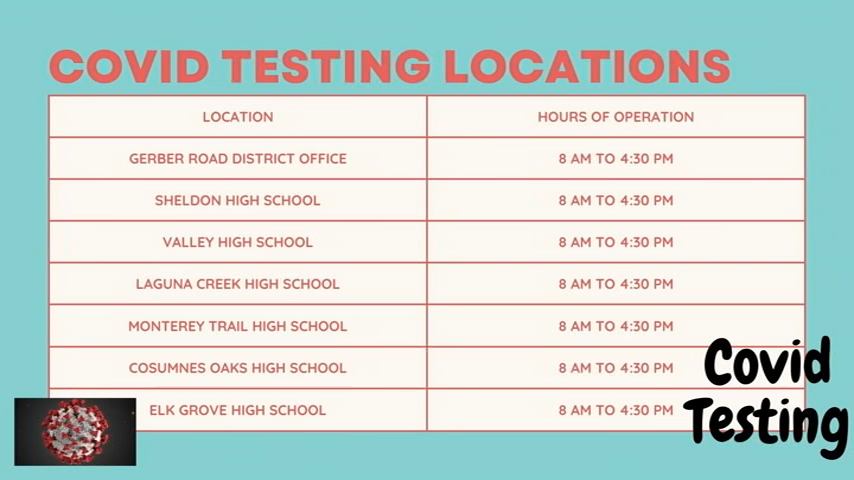 COVID TESTING LOCATIONS
LOCATION HOURS OF OPERATION
GERBER ROAD DISTRICT OFFICE 8 AM TO 4:30 PM
SHELDON HIGH SCHOOL 8 AM TO 4:30 PM
VALLEY HIGH SCHOOL 8 AM TO 4:30 PM
LAGUNA CREEK HIGH SCHOOL 8 AM TO 4:30 PM
MONTEREY TRAIL HIGH SCHOOL 8 AM TO 4:30 PM
COSUMNES OAKS HIGH SCHOOL 8 AM TO 4:30 PM
ELK GROVE HIGH SCHOOL 8 AM TO 4:30 PM
Covid
Testing